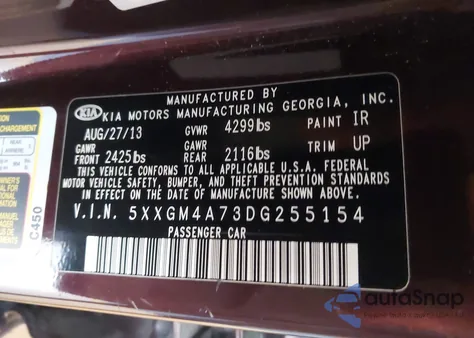 MANUFACTURED BY
KIA KIA MOTORS MANUFACTURING GEORGIA, INC.
AUG/27/13 GVWR 4299lbs PAINT IR
GAWR FRONT 2425lbs GAWR REAR 2116lbs TRIM UP
THIS VEHICLE CONFORMS TO ALL APPLICABLE U.S.A. FEDERAL
MOTOR VEHICLE SAFETY, BUMPER, AND THEFT PREVENTION STANDARDS
IN EFFECT ON THE DATE OF MANUFACTURE SHOWN ABOVE.
V.I.N. 5XXGM4A73DG255154
PASSENGER CAR
C450
autoSnap